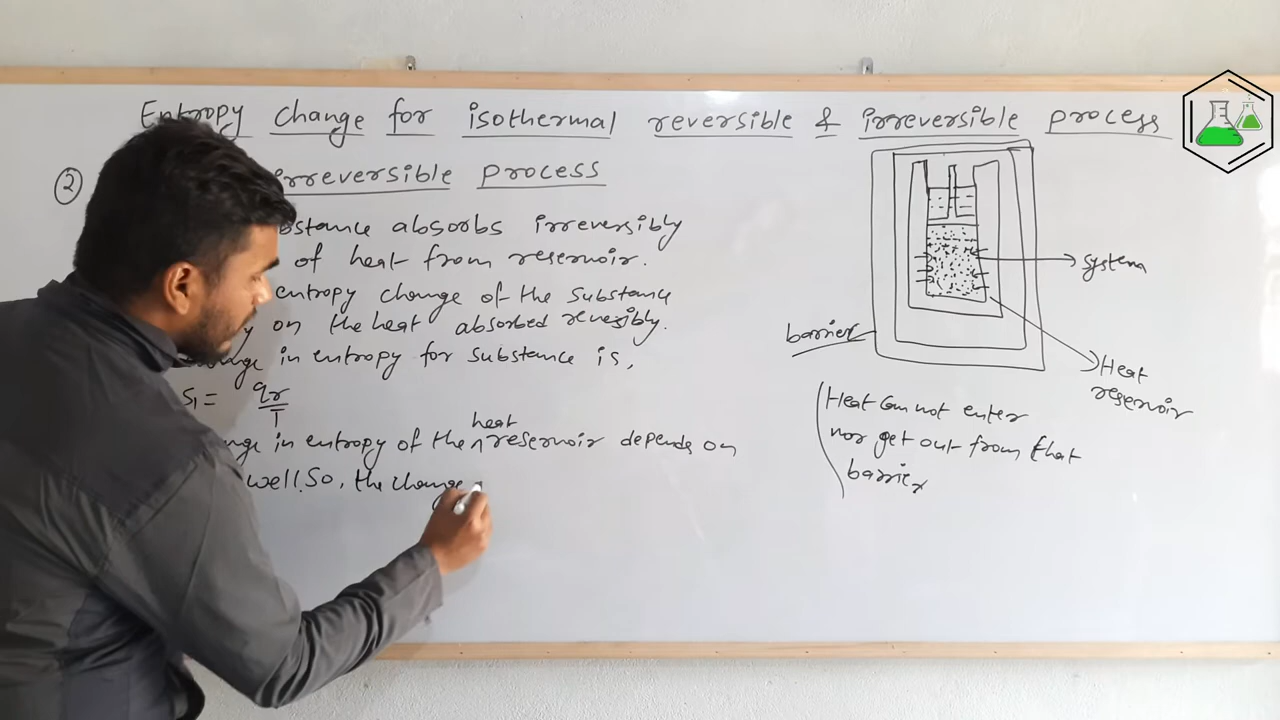 Entropy change for isothermal reversible & irreversible process
② irreversible process
absorbs irreversibly
of heat from reservoir.
entropy change of the substance
on the heat absorbed reversibly.
in entropy for substance is,
S₁ = qr/T
heat
in entropy of the ^ reservoir depends on
well. So, the change
system
barrier
Heat
reservoir
Heat can not enter
nor get out from that
barrier